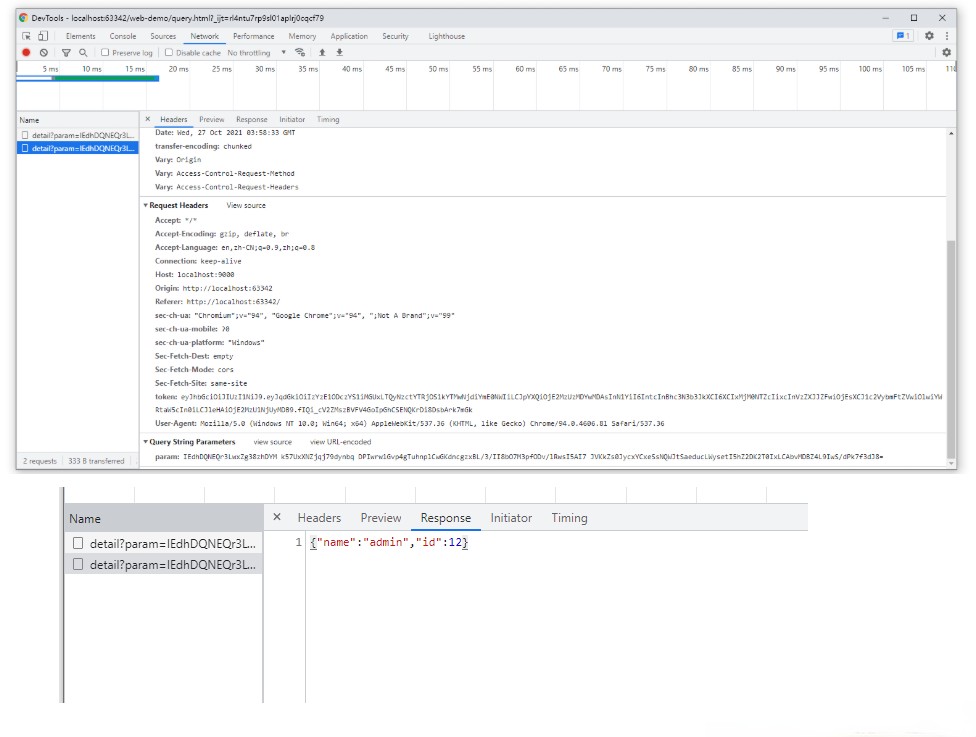 DevTools - localhost:63342/web-demo/query.html?_ijt=rl4ntu7rp9sl01aplrj0cqcf79
Elements Console Sources Network Performance Memory Application Security Lighthouse 1
Preserve log Disable cache No throttling
5 ms 10 ms 15 ms 20 ms 25 ms 30 ms 35 ms 40 ms 45 ms 50 ms 55 ms 60 ms 65 ms 70 ms 75 ms 80 ms 85 ms 90 ms 95 ms 100 ms 105 ms 11
Name
detail?param=IEdhDQNEQr3L...
detail?param=IEdhDQNEQr3L...
2 requests 333 B transferred
× Headers Preview Response Initiator Timing
Date: Wed, 27 Oct 2021 03:58:33 GMT
transfer-encoding: chunked
Vary: Origin
Vary: Access-Control-Request-Method
Vary: Access-Control-Request-Headers
Request Headers View source
Accept: */*
Accept-Encoding: gzip, deflate, br
Accept-Language: en,zh-CN;q=0.9,zh;q=0.8
Connection: keep-alive
Host: localhost:9000
Origin: http://localhost:63342
Referer: http://localhost:63342/
sec-ch-ua: "Chromium";v="94", "Google Chrome";v="94", ";Not A Brand";v="99"
sec-ch-ua-mobile: ?0
sec-ch-ua-platform: "Windows"
Sec-Fetch-Dest: empty
Sec-Fetch-Mode: cors
Sec-Fetch-Site: same-site
token:
User-Agent: Mozilla/5.0 (Windows NT 10.0; Win64; x64) AppleWebKit/537.36 (KHTML, like Gecko) Chrome/94.0.4606.81 Safari/537.36
Query String Parameters view source view URL-encoded
param:
Name
detail?param=IEdhDQNEQr3L...
detail?param=IEdhDQNEQr3L...
× Headers Preview Response Initiator Timing
1 {"name":"admin","id":12}